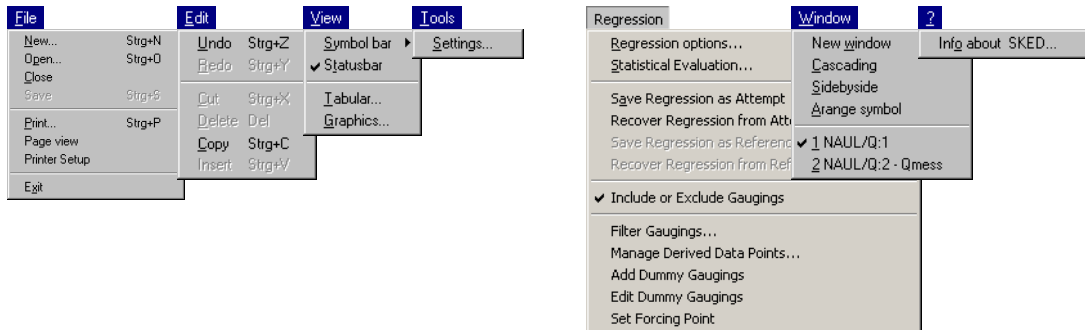 File
New... Strg+N
Open... Strg+O
Close
Save Strg+S
Print... Strg+P
Page view
Printer Setup
Exit
Edit
Undo Strg+Z
Redo Strg+Y
Cut Strg+X
Delete Del
Copy Strg+C
Insert Strg+V
View
Symbol bar
Statusbar
Tabular...
Graphics...
Tools
Settings...
Regression
Regression options...
Statistical Evaluation...
Save Regression as Attempt
Recover Regression from Atte
Save Regression as Referenc
Recover Regression from Ref
Include or Exclude Gaugings
Filter Gaugings...
Manage Derived Data Points...
Add Dummy Gaugings
Edit Dummy Gaugings
Set Forcing Point
Window
New window
Cascading
Sidebyside
Arange symbol
1 NAUL/Q:1
2 NAUL/Q:2 - Qmess
?
Info about SKED...